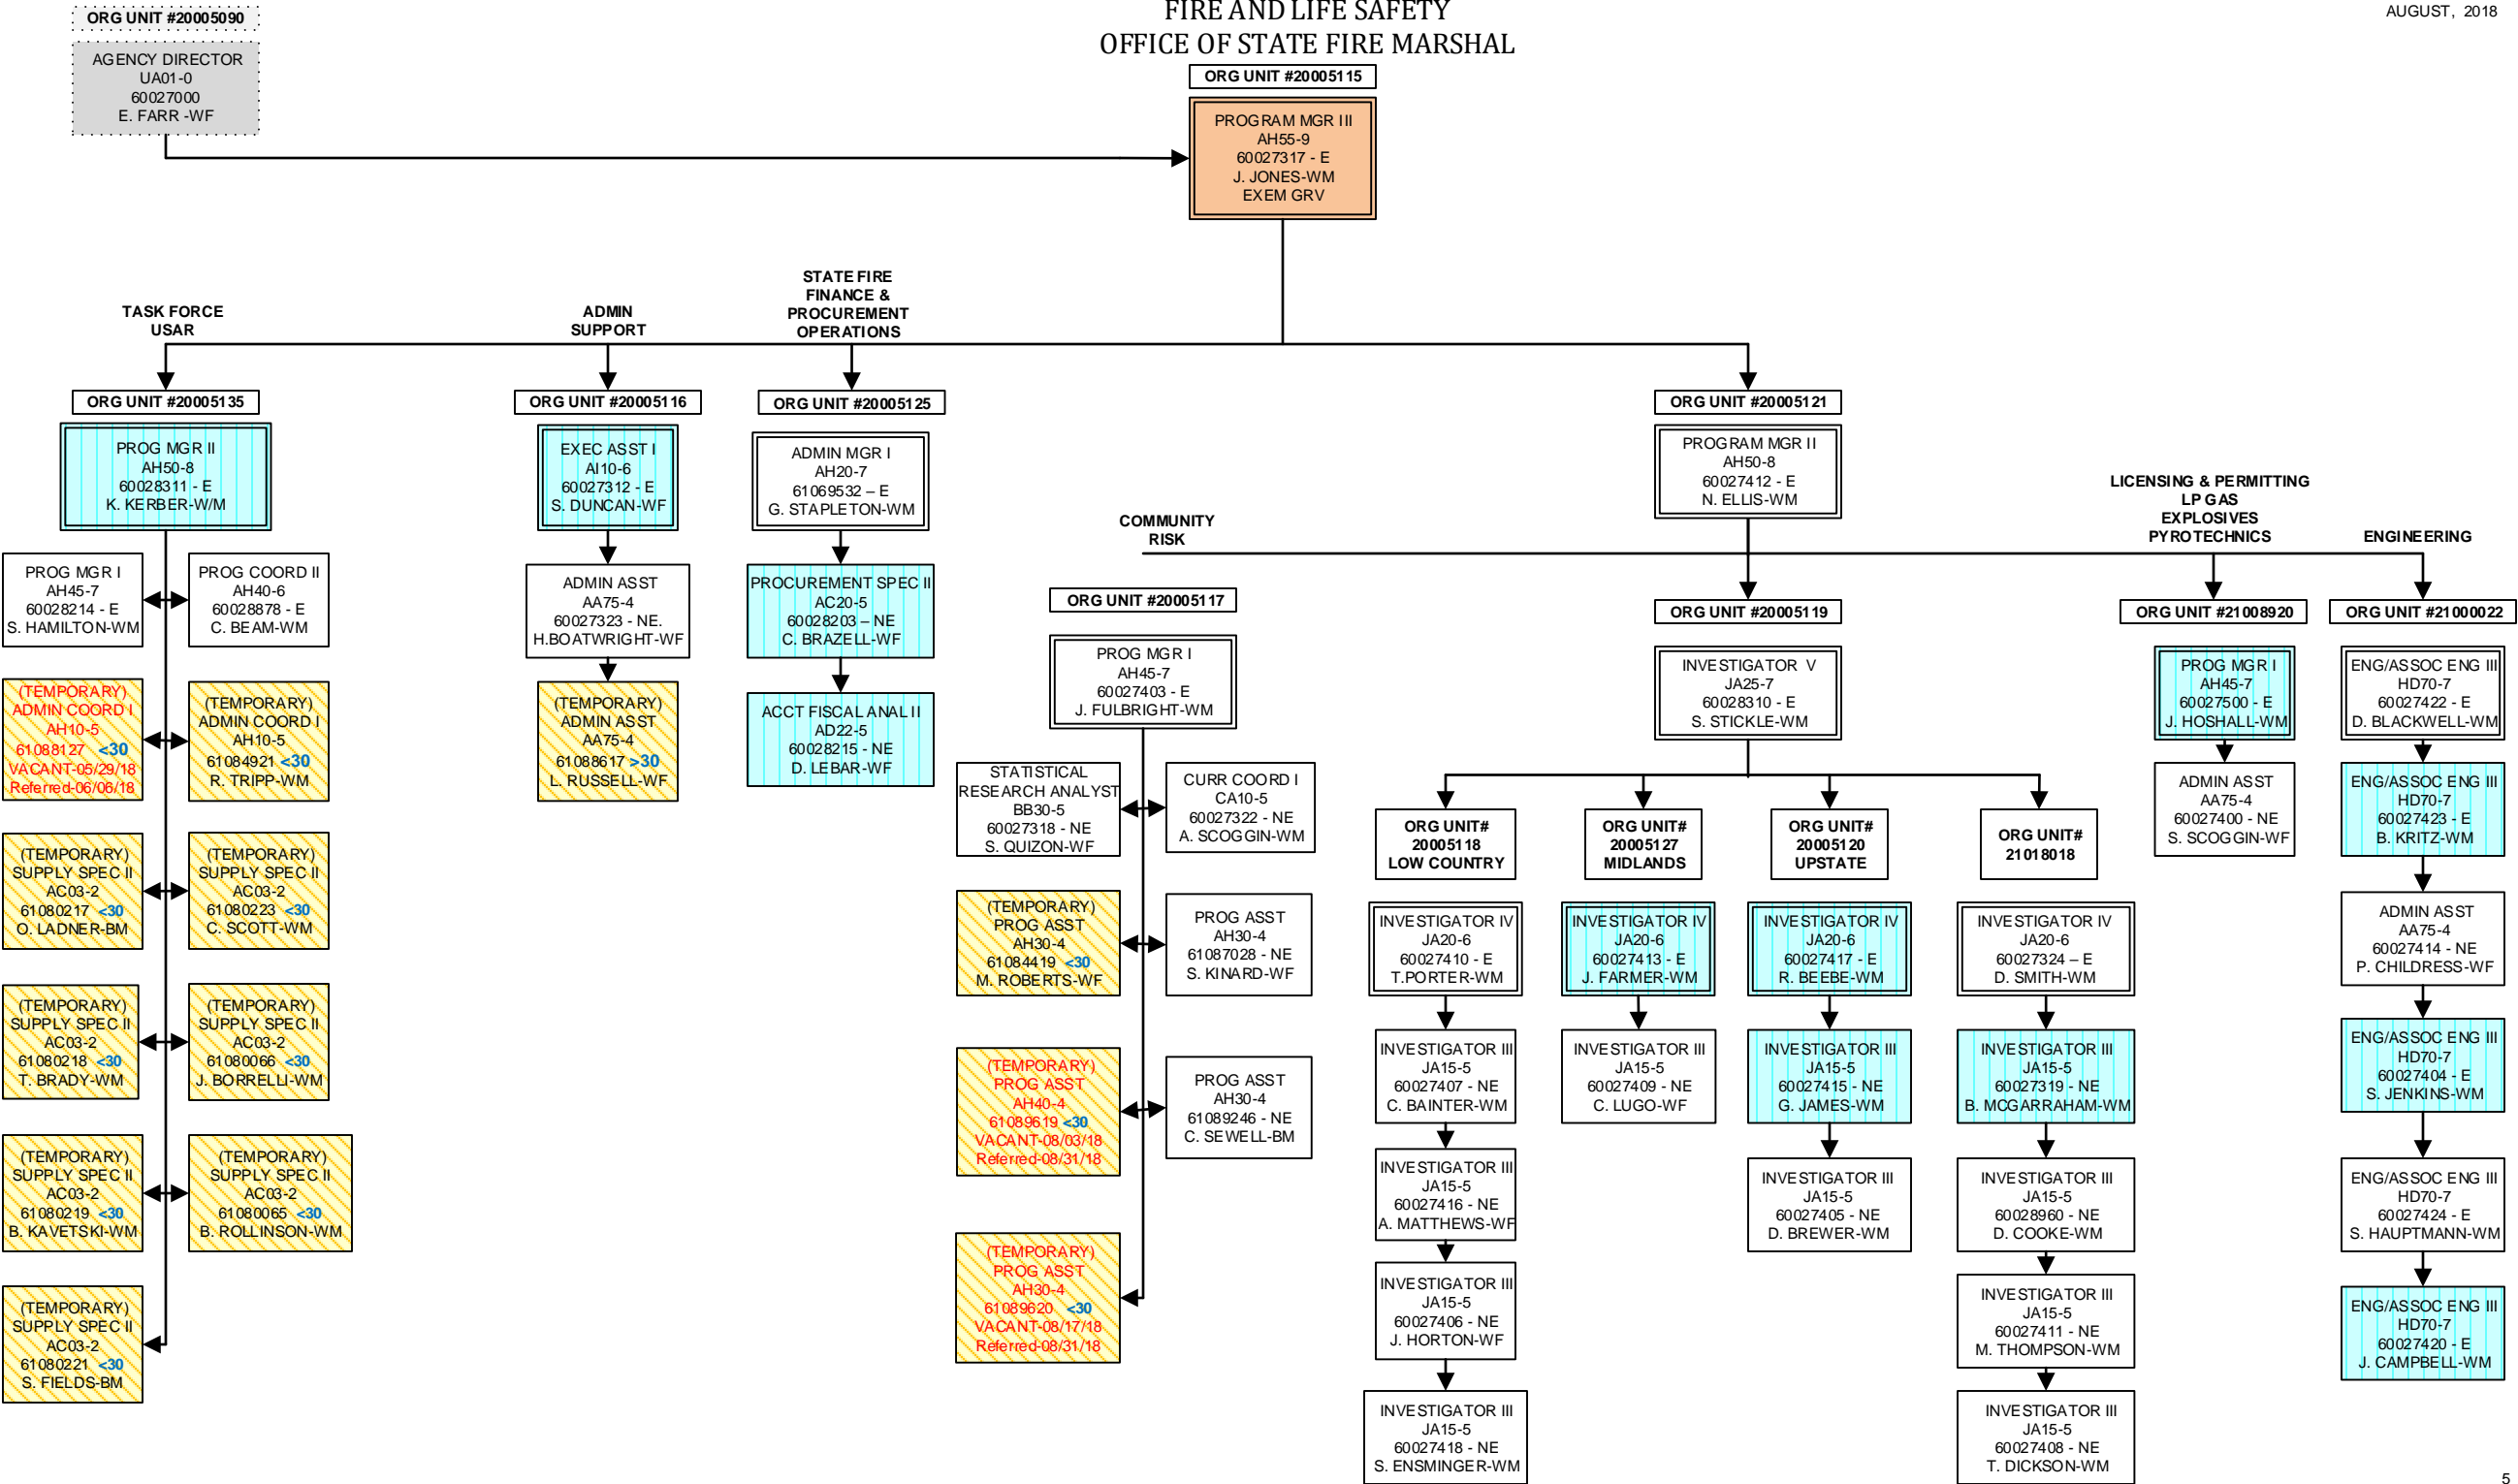 ORG UNIT #20005090
AGENCY DIRECTOR
UA01-0
60027000
E. FARR -WF
FIRE AND LIFE SAFETY
OFFICE OF STATE FIRE MARSHAL
AUGUST, 2018
ORG UNIT #20005115
PROGRAM MGR III
AH55-9
60027317 - E
J. JONES-WM
EXEM GRV
TASK FORCE
USAR
ORG UNIT #20005135
PROG MGR II
AH50-8
60028311 - E
K. KERBER-W/M
PROG MGR I
AH45-7
60028214 - E
S. HAMILTON-WM
PROG COORD II
AH40-6
60028878 - E
C. BEAM-WM
(TEMPORARY)
ADMIN COORD I
AH10-5
61088127 <30
VACANT-05/29/18
Referred-06/06/18
(TEMPORARY)
ADMIN COORD I
AH10-5
61084921 <30
R. TRIPP-WM
(TEMPORARY)
SUPPLY SPEC II
AC03-2
61080217 <30
O. LADNER-BM
(TEMPORARY)
SUPPLY SPEC II
AC03-2
61080223 <30
C. SCOTT-WM
(TEMPORARY)
SUPPLY SPEC II
AC03-2
61080218 <30
T. BRADY-WM
(TEMPORARY)
SUPPLY SPEC II
AC03-2
61080066 <30
J. BORRELLI-WM
(TEMPORARY)
SUPPLY SPEC II
AC03-2
61080219 <30
B. KAVETSKI-WM
(TEMPORARY)
SUPPLY SPEC II
AC03-2
61080065 <30
B. ROLLINSON-WM
(TEMPORARY)
SUPPLY SPEC II
AC03-2
61080221 <30
S. FIELDS-BM
ADMIN
SUPPORT
ORG UNIT #20005116
EXEC ASST I
AI10-6
60027312 - E
S. DUNCAN-WF
ADMIN ASST
AA75-4
60027323 - NE.
H.BOATWRIGHT-WF
(TEMPORARY)
ADMIN ASST
AA75-4
61088617 >30
L. RUSSELL-WF
STATE FIRE
FINANCE &
PROCUREMENT
OPERATIONS
ORG UNIT #20005125
ADMIN MGR I
AH20-7
61069532 – E
G. STAPLETON-WM
PROCUREMENT SPEC II
AC20-5
60028203 – NE
C. BRAZELL-WF
ACCT FISCAL ANAL II
AD22-5
60028215 - NE
D. LEBAR-WF
ORG UNIT #20005121
PROGRAM MGR II
AH50-8
60027412 - E
N. ELLIS-WM
COMMUNITY
RISK
ORG UNIT #20005117
PROG MGR I
AH45-7
60027403 - E
J. FULBRIGHT-WM
STATISTICAL
RESEARCH ANALYST
BB30-5
60027318 - NE
S. QUIZON-WF
CURR COORD I
CA10-5
60027322 - NE
A. SCOGGIN-WM
(TEMPORARY)
PROG ASST
AH30-4
61084419 <30
M. ROBERTS-WF
PROG ASST
AH30-4
61087028 - NE
S. KINARD-WF
(TEMPORARY)
PROG ASST
AH40-4
61089619 <30
VACANT-08/03/18
Referred-08/31/18
PROG ASST
AH30-4
61089246 - NE
C. SEWELL-BM
(TEMPORARY)
PROG ASST
AH30-4
61089620 <30
VACANT-08/17/18
Referred-08/31/18
ORG UNIT #20005119
INVESTIGATOR V
JA25-7
60028310 - E
S. STICKLE-WM
ORG UNIT#
20005118
LOW COUNTRY
INVESTIGATOR IV
JA20-6
60027410 - E
T.PORTER-WM
INVESTIGATOR III
JA15-5
60027407 - NE
C. BAINTER-WM
INVESTIGATOR III
JA15-5
60027416 - NE
A. MATTHEWS-WF
INVESTIGATOR III
JA15-5
60027406 - NE
J. HORTON-WF
INVESTIGATOR III
JA15-5
60027418 - NE
S. ENSMINGER-WM
ORG UNIT#
20005127
MIDLANDS
INVESTIGATOR IV
JA20-6
60027413 - E
J. FARMER-WM
INVESTIGATOR III
JA15-5
60027409 - NE
C. LUGO-WF
ORG UNIT#
20005120
UPSTATE
INVESTIGATOR IV
JA20-6
60027417 - E
R. BEEBE-WM
INVESTIGATOR III
JA15-5
60027415 - NE
G. JAMES-WM
INVESTIGATOR III
JA15-5
60027405 - NE
D. BREWER-WM
ORG UNIT#
21018018
INVESTIGATOR IV
JA20-6
60027324 – E
D. SMITH-WM
INVESTIGATOR III
JA15-5
60027319 - NE
B. MCGARRAHAM-WM
INVESTIGATOR III
JA15-5
60028960 - NE
D. COOKE-WM
INVESTIGATOR III
JA15-5
60027411 - NE
M. THOMPSON-WM
INVESTIGATOR III
JA15-5
60027408 - NE
T. DICKSON-WM
LICENSING & PERMITTING
LP GAS
EXPLOSIVES
PYROTECHNICS
ORG UNIT #21008920
PROG MGR I
AH45-7
60027500 - E
J. HOSHALL-WM
ADMIN ASST
AA75-4
60027400 - NE
S. SCOGGIN-WF
ENGINEERING
ORG UNIT #21000022
ENG/ASSOC ENG III
HD70-7
60027422 - E
D. BLACKWELL-WM
ENG/ASSOC ENG III
HD70-7
60027423 - E
B. KRITZ-WM
ADMIN ASST
AA75-4
60027414 - NE
P. CHILDRESS-WF
ENG/ASSOC ENG III
HD70-7
60027404 - E
S. JENKINS-WM
ENG/ASSOC ENG III
HD70-7
60027424 - E
S. HAUPTMANN-WM
ENG/ASSOC ENG III
HD70-7
60027420 - E
J. CAMPBELL-WM
5